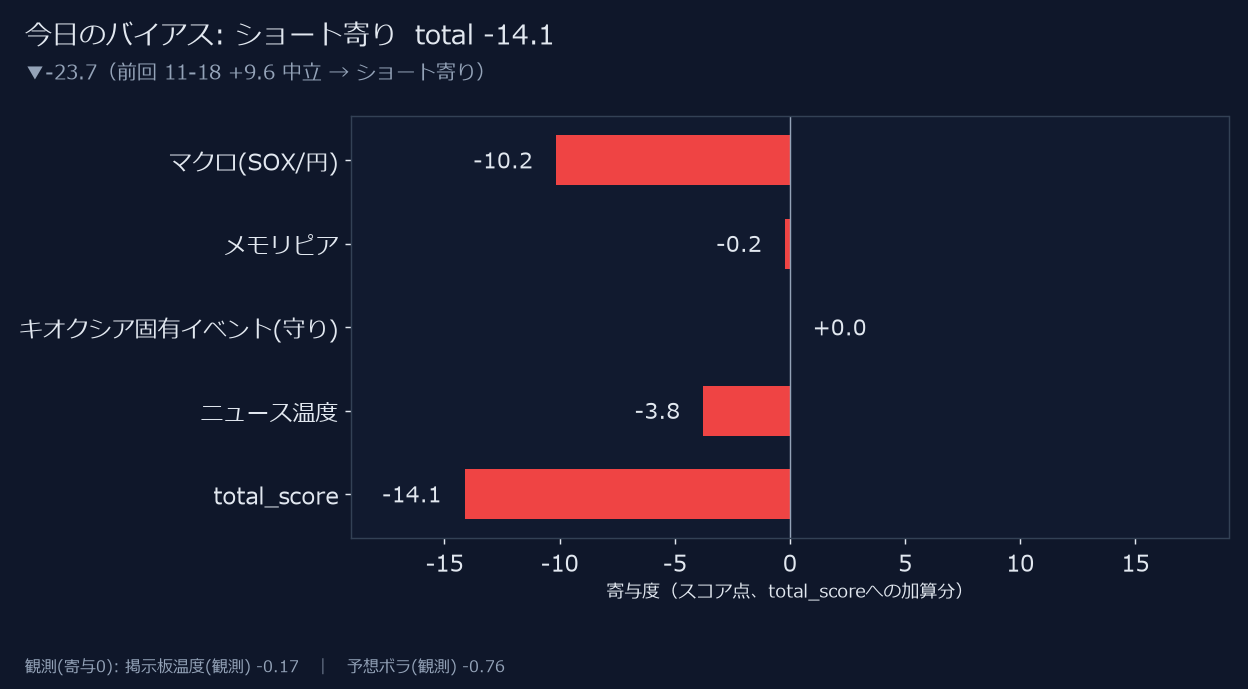 今日のバイアス: ショート寄り total -14.1
▼-23.7（前回 11-18 +9.6 中立 → ショート寄り）
マクロ(SOX/円)
-10.2
メモリピア
-0.2
キオクシア固有イベント(守り)
+0.0
ニュース温度
-3.8
total_score
-14.1
-15 -10 -5 0 5 10 15
寄与度（スコア点、total_scoreへの加算分）
観測(寄与0): 掲示板温度(観測) -0.17 ｜ 予想ボラ(観測) -0.76